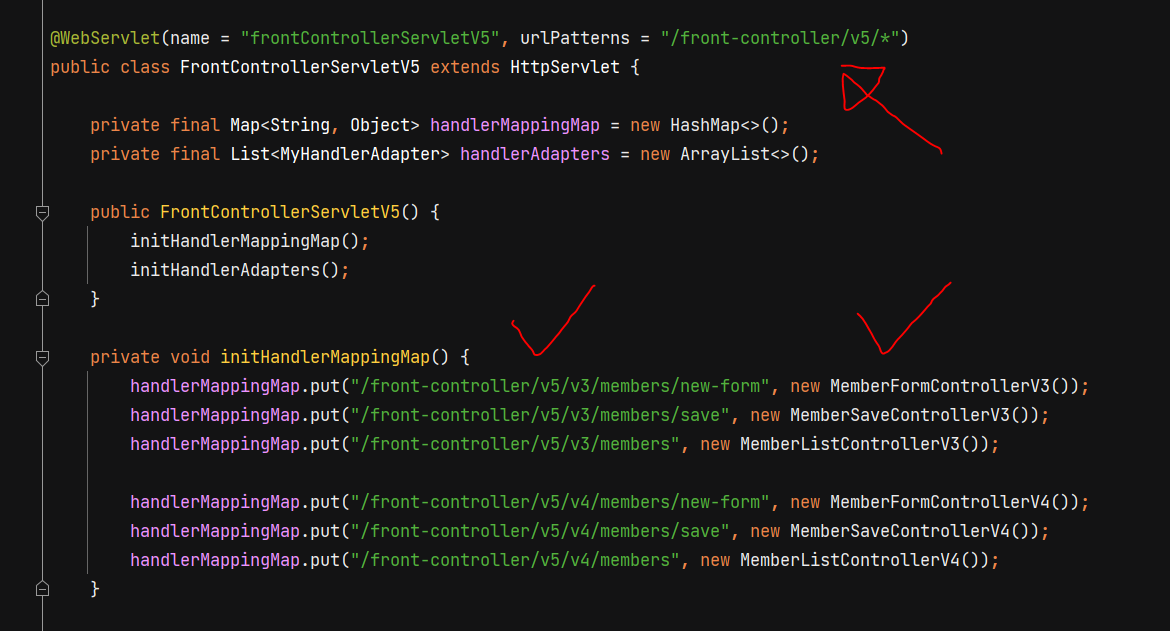 @WebServlet(name = "frontControllerServletV5", urlPatterns = "/front-controller/v5/*")
public class FrontControllerServletV5 extends HttpServlet {
private final Map<String, Object> handlerMappingMap = new HashMap<>();
private final List<MyHandlerAdapter> handlerAdapters = new ArrayList<>();
public FrontControllerServletV5() {
initHandlerMappingMap();
initHandlerAdapters();
}
private void initHandlerMappingMap() {
handlerMappingMap.put("/front-controller/v5/v3/members/new-form", new MemberFormControllerV3());
handlerMappingMap.put("/front-controller/v5/v3/members/save", new MemberSaveControllerV3());
handlerMappingMap.put("/front-controller/v5/v3/members", new MemberListControllerV3());
handlerMappingMap.put("/front-controller/v5/v4/members/new-form", new MemberFormControllerV4());
handlerMappingMap.put("/front-controller/v5/v4/members/save", new MemberSaveControllerV4());
handlerMappingMap.put("/front-controller/v5/v4/members", new MemberListControllerV4());
}